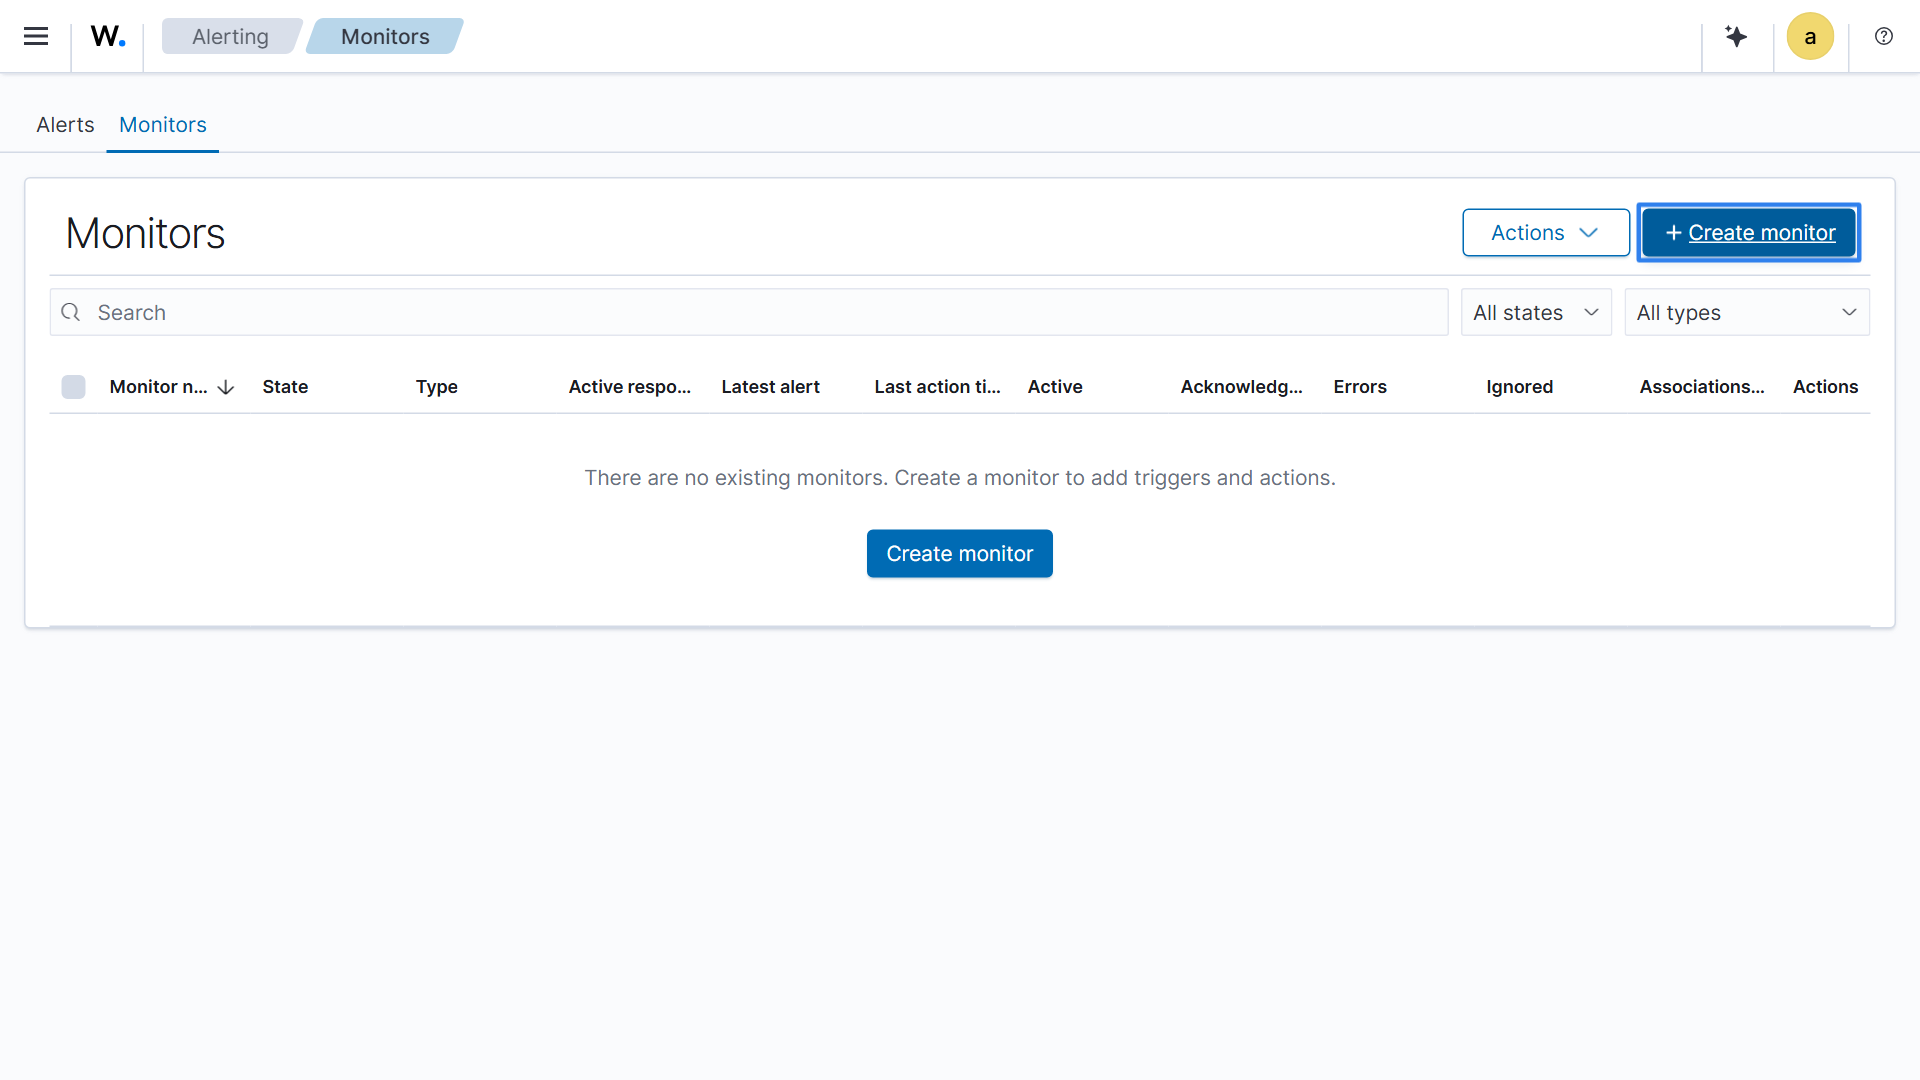 W. Alerting Monitors a
Alerts Monitors
Monitors Actions Create monitor
Search All states All types
Monitor n... State Type Active respo... Latest alert Last action ti... Active Acknowledg... Errors Ignored Associations... Actions
There are no existing monitors. Create a monitor to add triggers and actions.
Create monitor